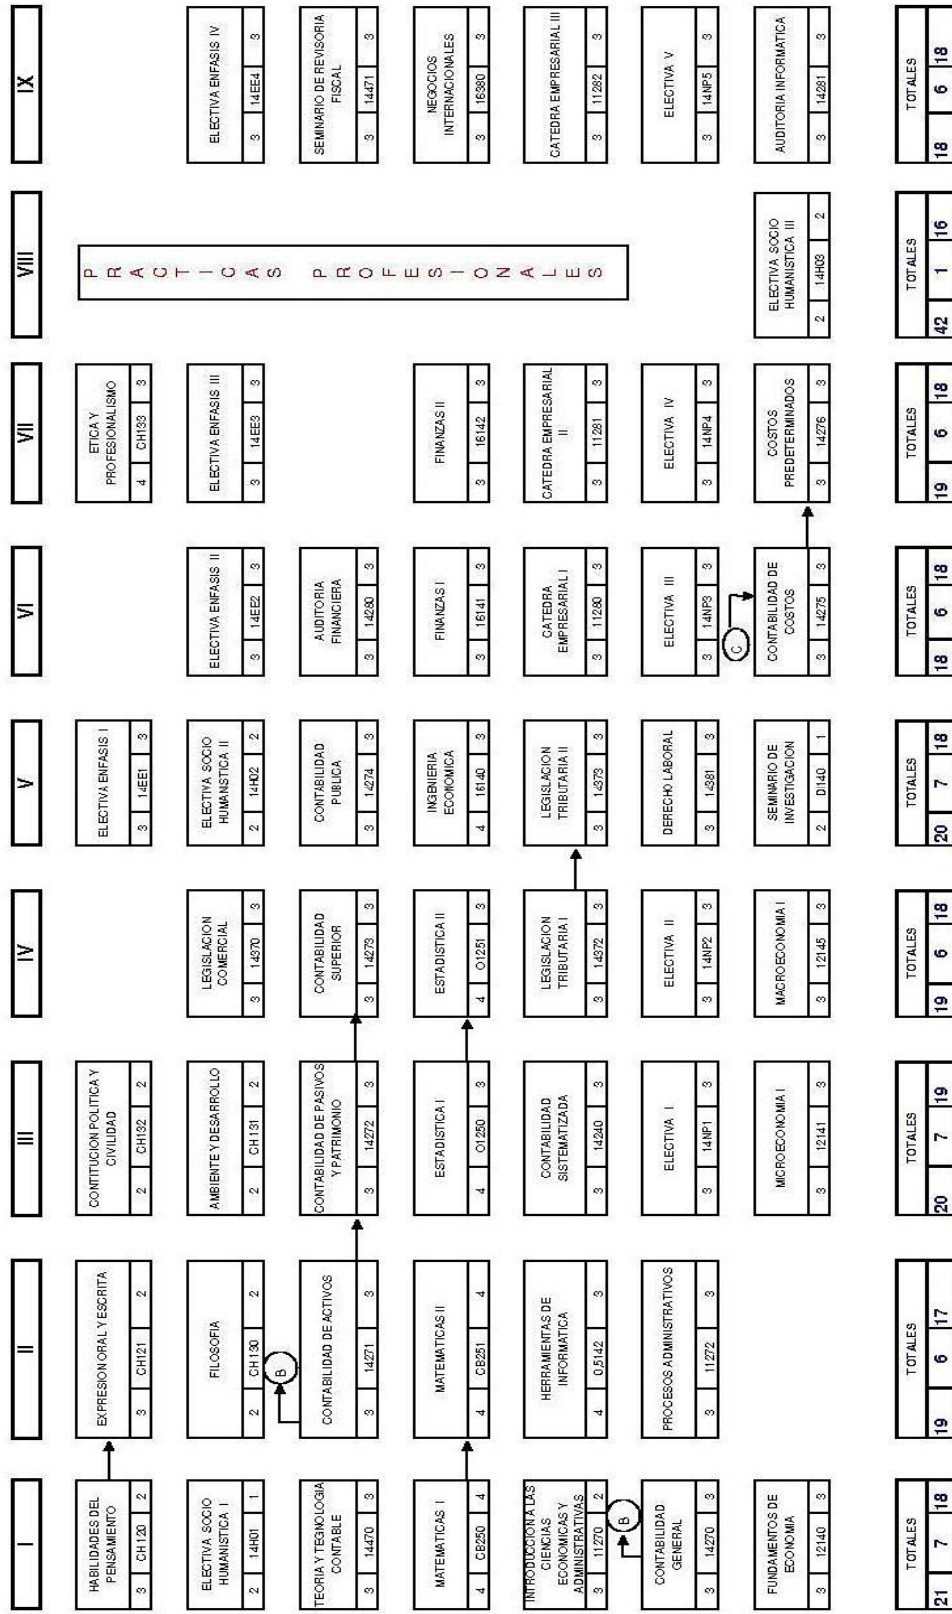 I
HABILIDADES DEL
PENSAMIENTO
3 CH120 2
ELECTIVA SOCIO
HUMANISTICA I
2 14H01 1
TEORIA Y TEGNOLOGIA
CONTABLE
3 14470 3
MATEMATICAS I
4 CB250 4
INTRODUCCION A LAS
CIENCIAS
ECONOMICAS Y
ADMINISTRATIVAS
3 11270 2
B
CONTABILIDAD
GENERAL
3 14270 3
FUNDAMENTOS DE
ECONOMIA
3 12140 3
TOTALES
21 7 18
II
EXPRESION ORAL Y ESCRITA
3 CH121 2
FILOSOFIA
2 CH130 2
B
CONTABILIDAD DE ACTIVOS
3 14271 3
MATEMATICAS II
4 CB251 4
HERRAMIENTAS DE
INFORMATICA
4 0,5142 3
PROCESOS ADMINISTRATIVOS
3 11272 3
TOTALES
19 6 17
III
CONTITUCION POLITICA Y
CIVILIDAD
2 CH132 2
AMBIENTE Y DESARROLLO
2 CH131 2
CONTABILIDAD DE PASIVOS
Y PATRIMONIO
3 14272 3
ESTADISTICA I
4 O1250 3
CONTABILIDAD
SISTEMATIZADA
3 14240 3
ELECTIVA I
3 14NP1 3
MICROECONOMIA I
3 12141 3
TOTALES
20 7 19
IV
LEGISLACION
COMERCIAL
3 14370 3
CONTABILIDAD
SUPERIOR
3 14273 3
ESTADISTICA II
4 O1251 3
LEGISLACION
TRIBUTARIA I
3 14372 3
ELECTIVA II
3 14NP2 3
MACROECONOMIA I
3 12145 3
TOTALES
19 6 18
V
ELECTIVA ENFASIS I
3 14EE1 3
ELECTIVA SOCIO
HUMANSTICA II
2 14H02 2
CONTABILIDAD
PUBLICA
3 14274 3
INGENIERIA
ECONOMICA
4 16140 3
LEGISLACION
TRIBUTARIA II
3 14373 3
DERECHO LABORAL
3 14381 3
SEMINARIO DE
INVESTIGACION
2 DI140 1
TOTALES
20 7 18
VI
ELECTIVA ENFASIS II
3 14EE2 3
AUDITORIA
FINANCIERA
3 14280 3
FINANZAS I
3 16141 3
CATEDRA
EMPRESARIAL I
3 11280 3
ELECTIVA III
3 14NP3 3
C
CONTABILIDAD DE
COSTOS
3 14275 3
TOTALES
18 6 18
VII
ETICA Y
PROFESIONALISMO
4 CH133 3
ELECTIVA ENFASIS III
3 14EE3 3
FINANZAS II
3 16142 3
CATEDRA EMPRESARIAL
II
3 11281 3
ELECTIVA IV
3 14NP4 3
COSTOS
PREDETERMINADOS
3 14276 3
TOTALES
19 6 18
VIII
PRACTICAS PROFESIONALES
ELECTIVA SOCIO
HUMANISTICA III
2 14H03 2
TOTALES
42 1 16
IX
ELECTIVA ENFASIS IV
3 14EE4 3
SEMINARIO DE REVISORIA
FISCAL
3 14471 3
NEGOCIOS
INTERNACIONALES
3 16380 3
CATEDRA EMPRESARIAL III
3 11282 3
ELECTIVA V
3 14NP5 3
AUDITORIA INFORMATICA
3 14281 3
TOTALES
18 6 18